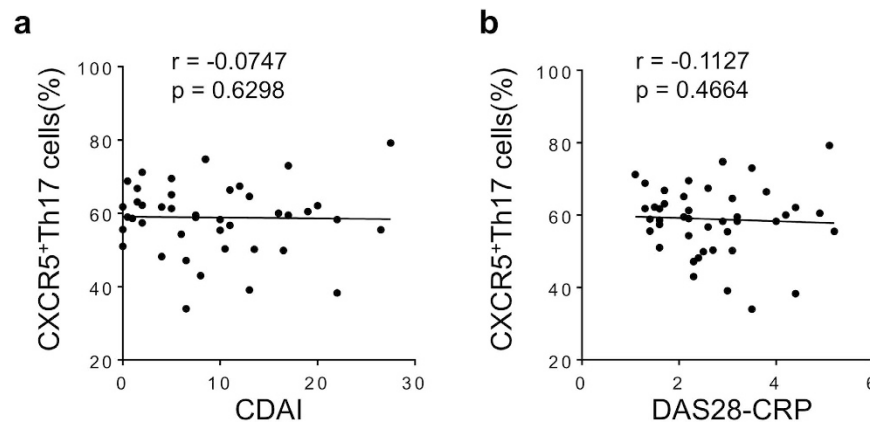 a
r = -0.0747
p = 0.6298
CXCR5⁺Th17 cells(%)
100
80
60
40
20
0 10 20 30
CDAI
b
r = -0.1127
p = 0.4664
CXCR5⁺Th17 cells(%)
100
80
60
40
20
0 2 4 6
DAS28-CRP